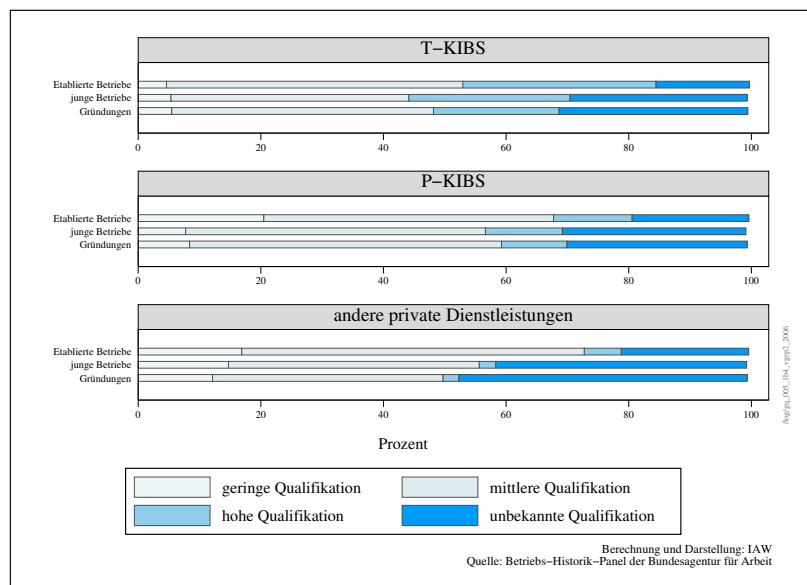 T−KIBS
Etablierte Betriebe
junge Betriebe
Gründungen
0 20 40 60 80 100
P−KIBS
Etablierte Betriebe
junge Betriebe
Gründungen
0 20 40 60 80 100
andere private Dienstleistungen
Etablierte Betriebe
junge Betriebe
Gründungen
0 20 40 60 80 100
Prozent
geringe Qualifikation mittlere Qualifikation
hohe Qualifikation unbekannte Qualifikation
Berechnung und Darstellung: IAW
Quelle: Betriebs−Historik−Panel der Bundesagentur für Arbeit